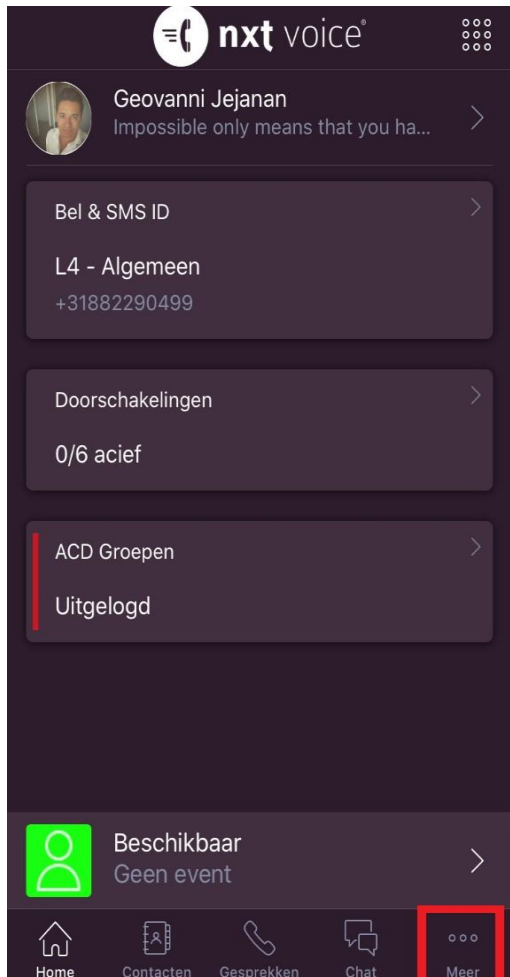 nxt voice®
Geovanni Jejanan
Impossible only means that you ha...
Bel & SMS ID
L4 - Algemeen
+31882290499
Doorschakelingen
0/6 acief
ACD Groepen
Uitgelogd
Beschikbaar
Geen event
Home Contacten Gesprekken Chat Meer